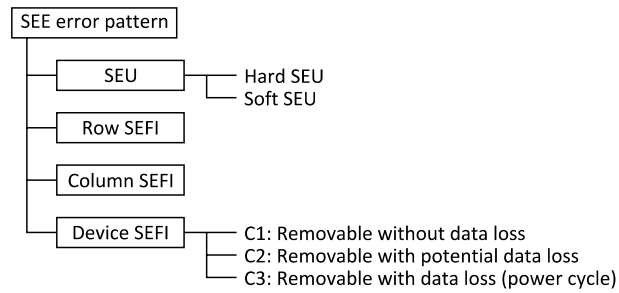 SEE error pattern
SEU
Hard SEU
Soft SEU
Row SEFI
Column SEFI
Device SEFI
C1: Removable without data loss
C2: Removable with potential data loss
C3: Removable with data loss (power cycle)